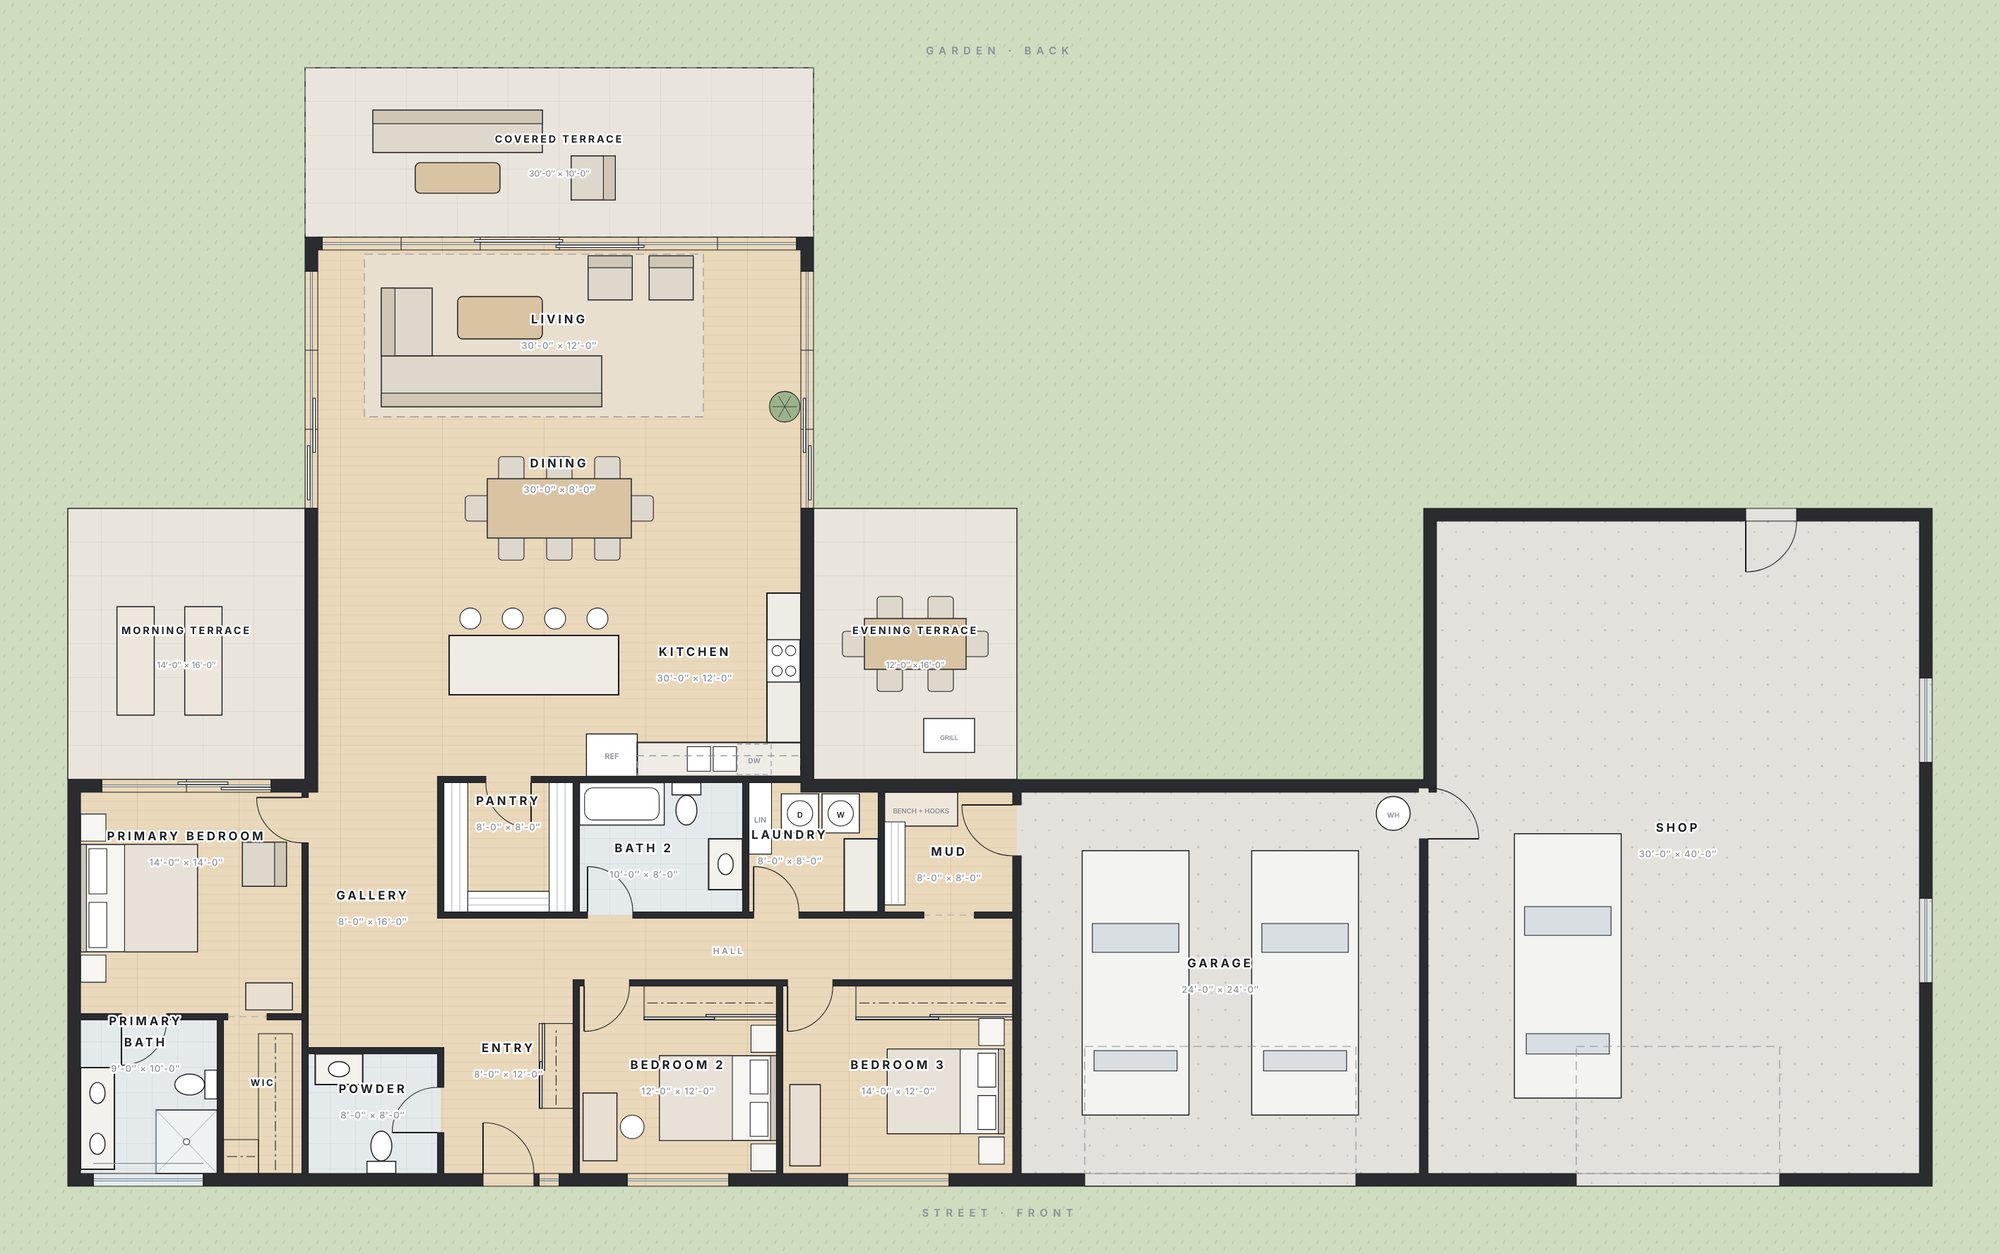 GARDEN · BACK
COVERED TERRACE
30'-0" × 10'-0"
LIVING
30'-0" × 12'-0"
DINING
30'-0" × 8'-0"
MORNING TERRACE
14'-0" × 16'-0"
KITCHEN
30'-0" × 12'-0"
EVENING TERRACE
12'-0" × 16'-0"
GRILL
REF
DW
PRIMARY BEDROOM
14'-0" × 14'-0"
GALLERY
8'-0" × 16'-0"
PANTRY
8'-0" × 8'-0"
BATH 2
10'-0" × 8'-0"
LIN
D
W
LAUNDRY
8'-0" × 8'-0"
BENCH + HOOKS
MUD
8'-0" × 8'-0"
HALL
WH
SHOP
30'-0" × 40'-0"
GARAGE
24'-0" × 24'-0"
PRIMARY
BATH
9'-0" × 10'-0"
WIC
POWDER
8'-0" × 8'-0"
ENTRY
8'-0" × 12'-0"
BEDROOM 2
12'-0" × 12'-0"
BEDROOM 3
14'-0" × 12'-0"
STREET · FRONT